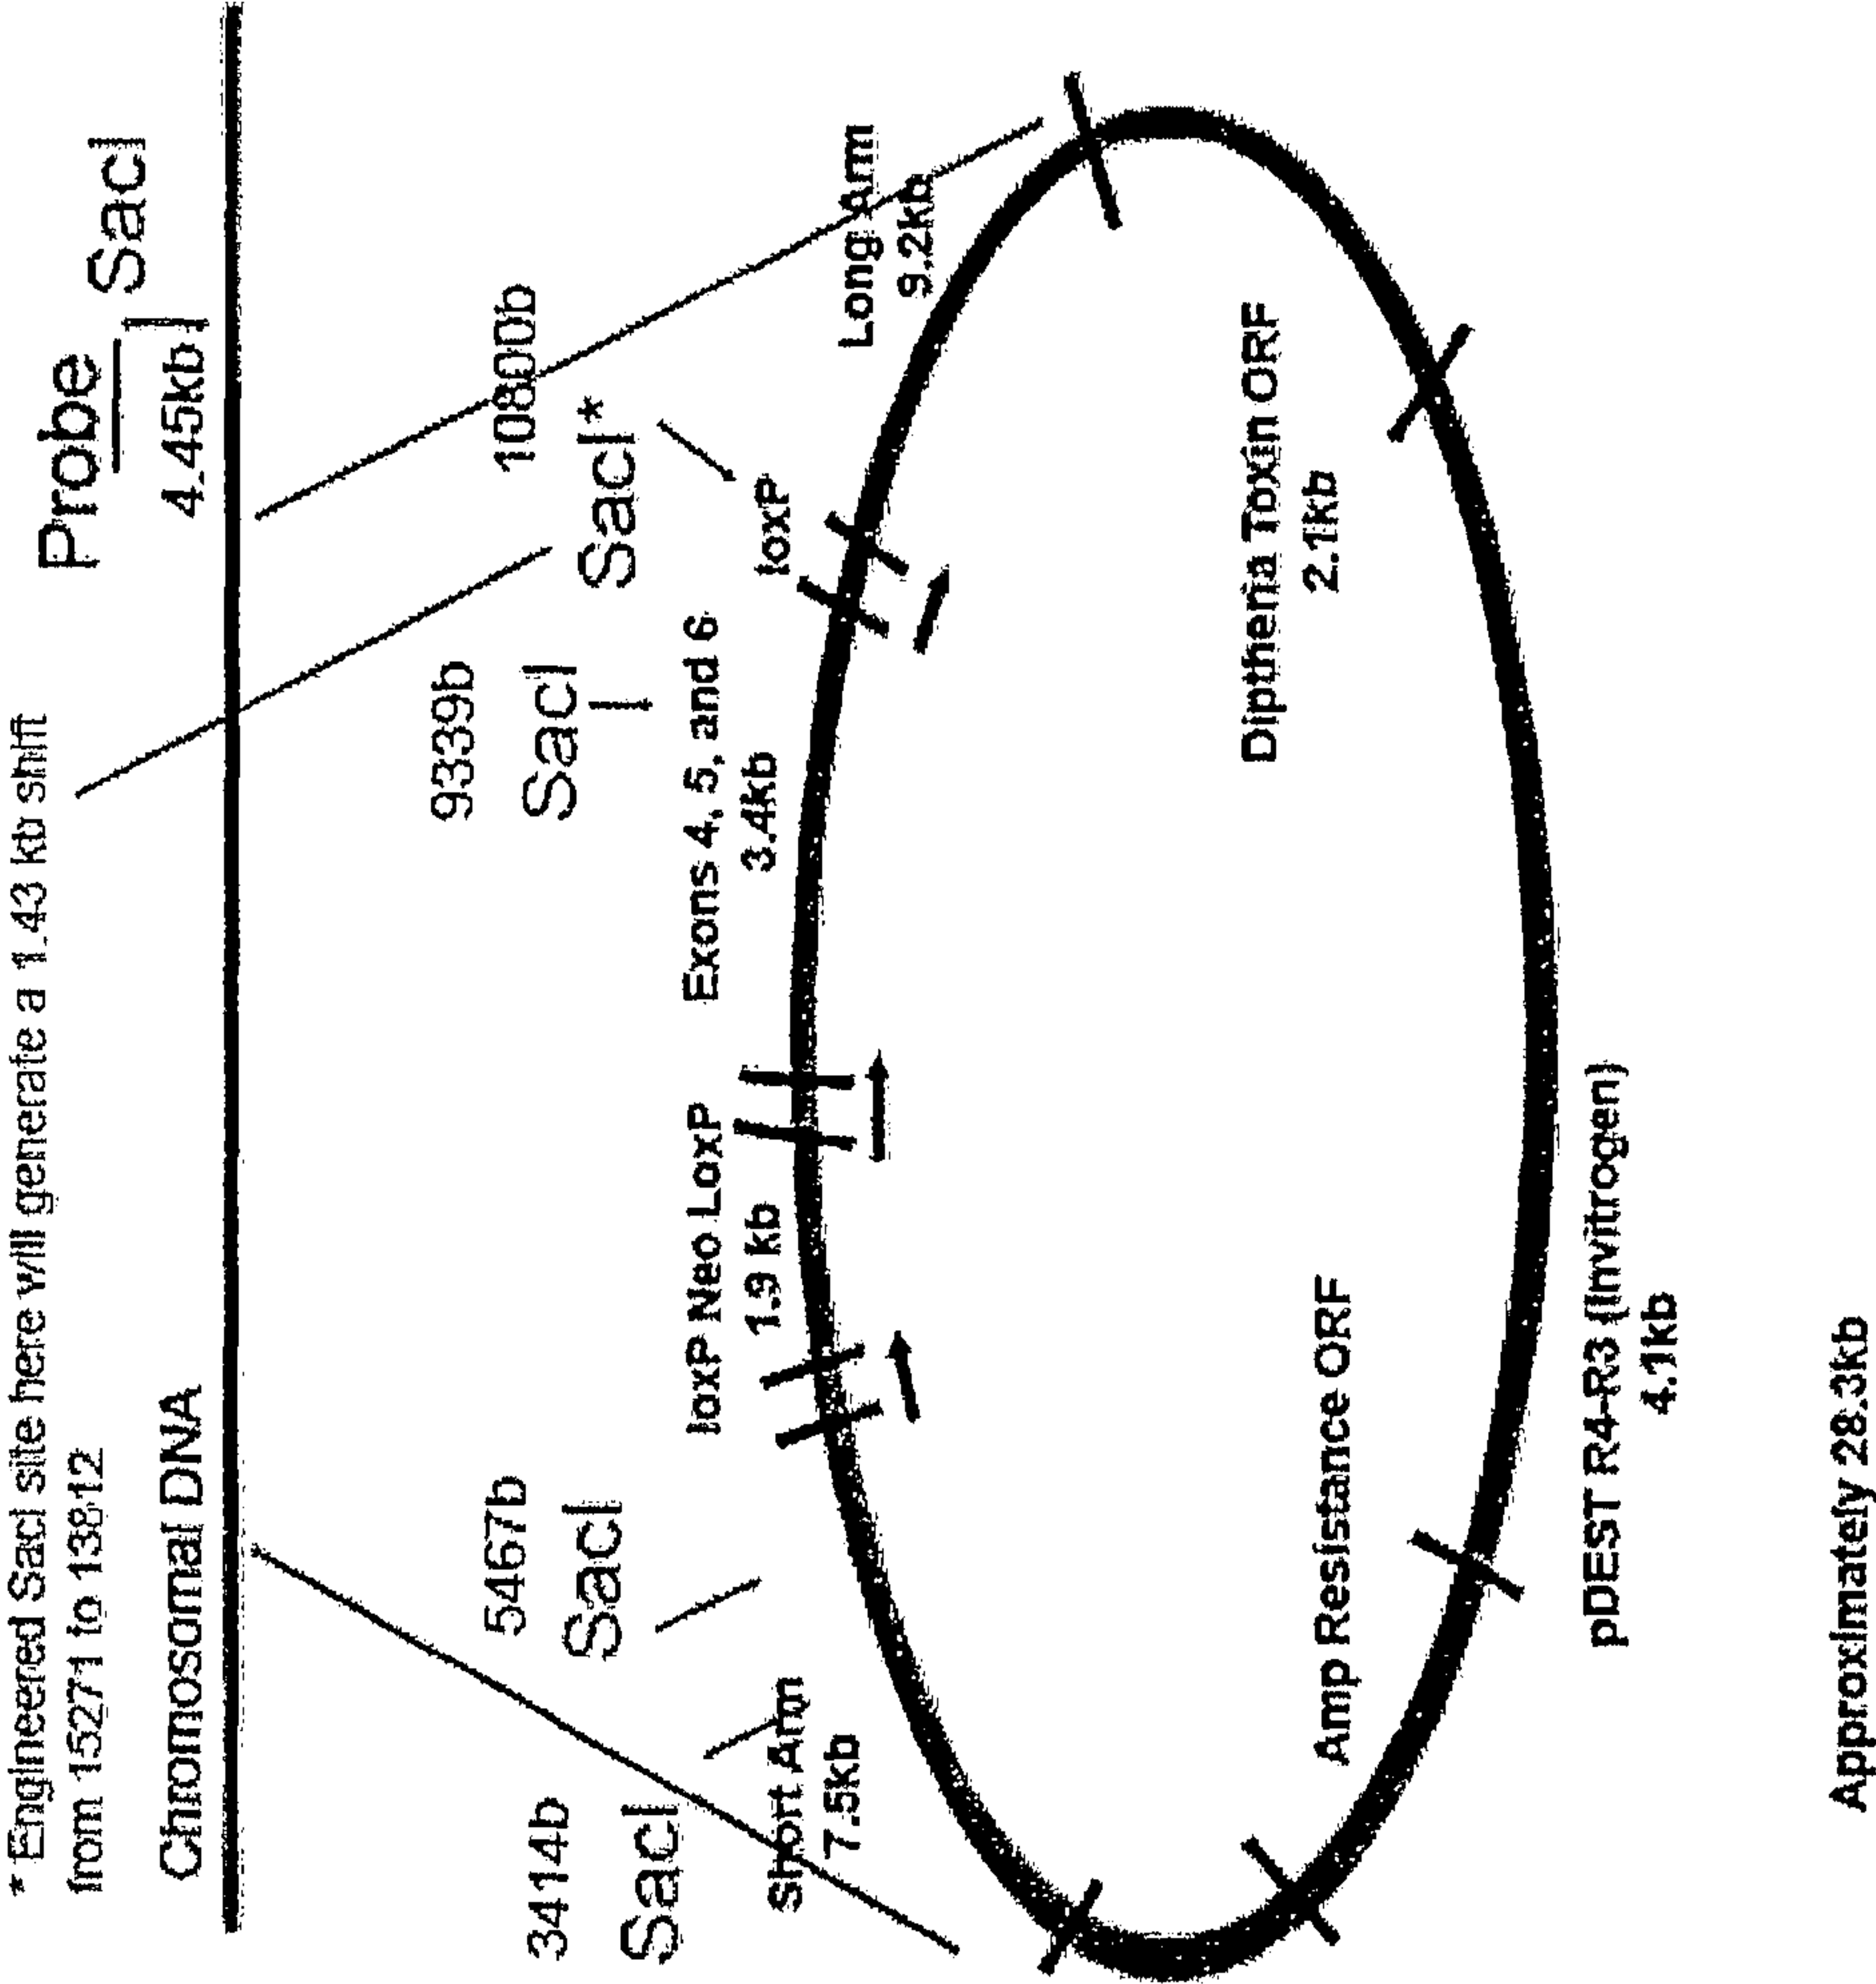 * Engineered SacI site here will generate a 1.43 kb shift
from 15271 to 13812
Probe
SacI
Chromosomal DNA
4.45kb
3414b
SacI
5467b
SacI
9339b
SacI
10800b
SacI*
Short Arm
7.5kb
loxP Neo LoxP
1.9 kb
Exons 4, 5, and 6
3.4kb
loxP
Long Arm
9.2kb
Amp Resistance ORF
Diptheria Toxin ORF
2.1kb
pDEST R4-R3 (Invitrogen)
4.1kb
Approximately 28.3kb